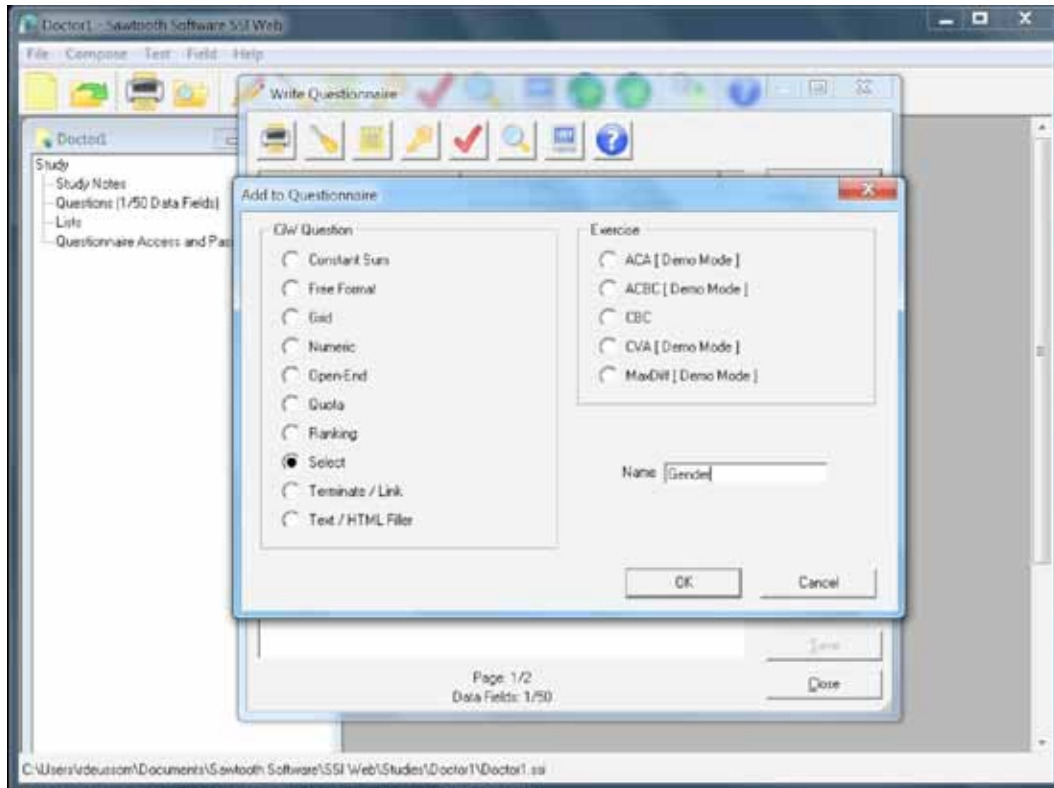 Doctor1 - Sawtooth Software SSI Web
File Compose Test Field Help
Write Questionnaire
Doctor1
Study
Study Notes
Questions (1/50 Data Fields)
Lists
Questionnaire Access and Pas
Add to Questionnaire
CiW Question
Constant Sum
Free Format
Grid
Numeric
Open-End
Quota
Ranking
Select
Terminate / Link
Text / HTML Filler
Exercise
ACA [ Demo Mode ]
ACBC [ Demo Mode ]
CBC
CVA [ Demo Mode ]
MaxDiff [ Demo Mode ]
Name Gender
OK Cancel
Save
Page: 1/2
Data Fields: 1/50
Close
C:\Users\rdeussom\Documents\Sawtooth Software\SSI Web\Studies\Doctor1\Doctor1.ssi